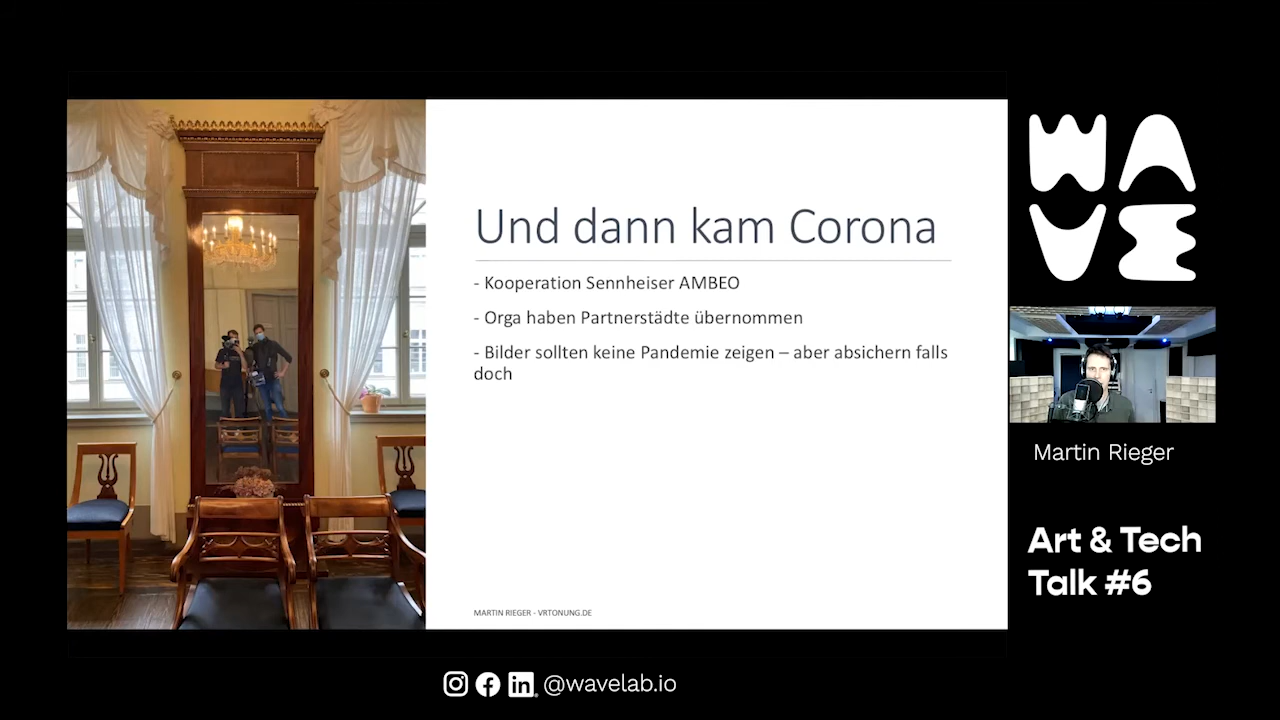 Und dann kam Corona
- Kooperation Sennheiser AMBEO
- Orga haben Partnerstädte übernommen
- Bilder sollten keine Pandemie zeigen – aber absichern falls
doch
MARTIN RIEGER - VRTONUNG.DE
WA
VE
Martin Rieger
Art & Tech
Talk #6
in
@wavelab.io